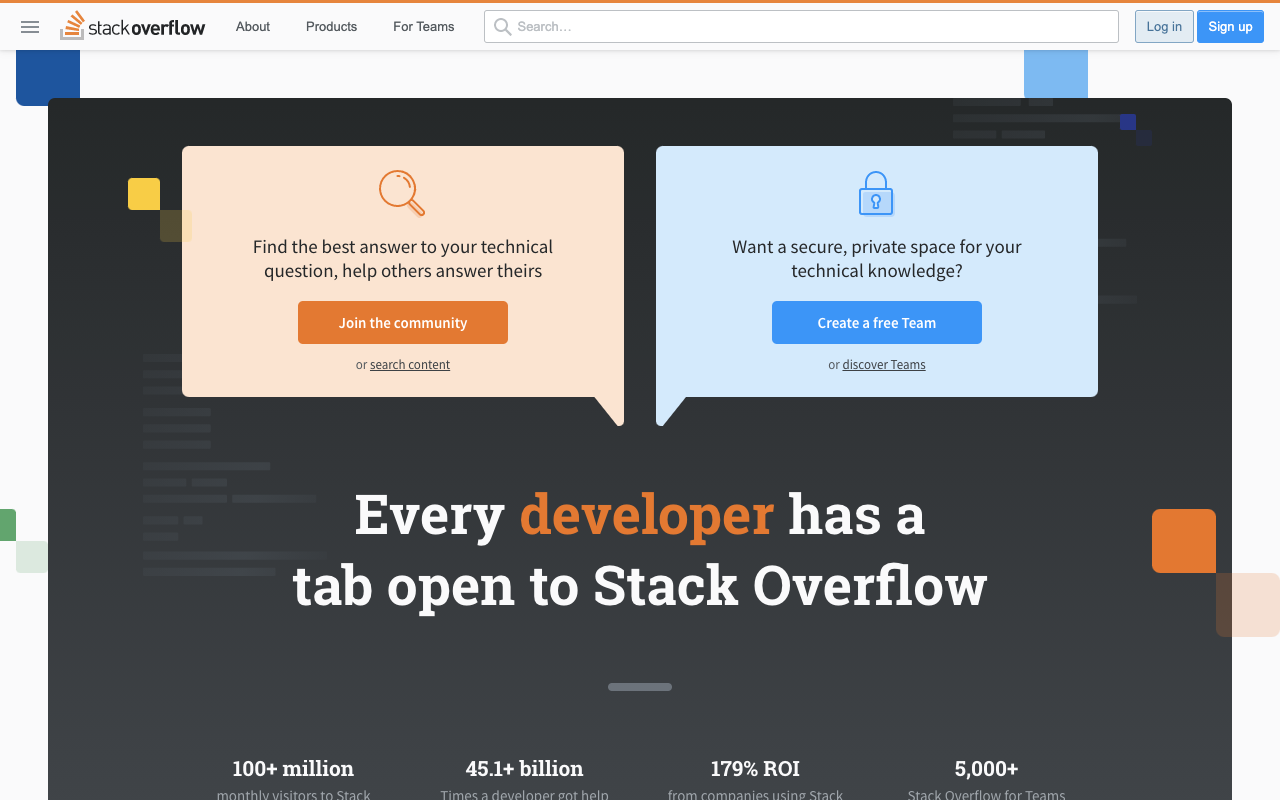 stackoverflow
About
Products
For Teams
Search…
Log in
Sign up
Find the best answer to your technical
question, help others answer theirs
Join the community
or search content
Want a secure, private space for your
technical knowledge?
Create a free Team
or discover Teams
Every developer has a
tab open to Stack Overflow
100+ million
monthly visitors to Stack
45.1+ billion
Times a developer got help
179% ROI
from companies using Stack
5,000+
Stack Overflow for Teams